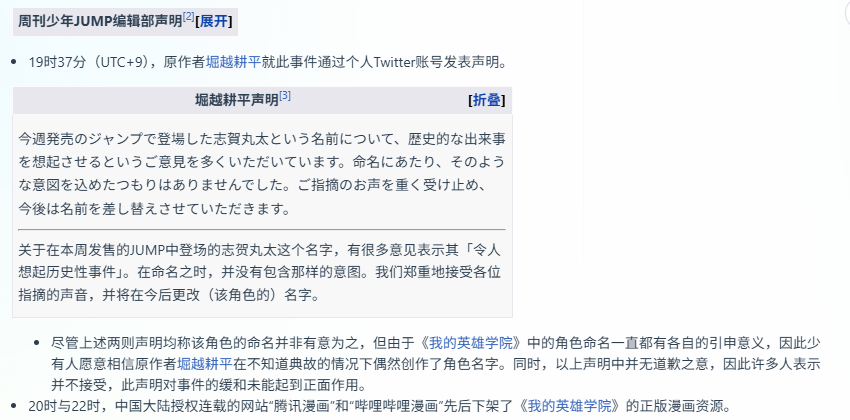 周刊少年JUMP编辑部声明[2][展开]
19时37分（UTC+9），原作者堀越耕平就此事件通过个人Twitter账号发表声明。
堀越耕平声明[3] [折叠]
今週発売のジャンプで登場した志賀丸太という名前について、歴史的な出来事
を想起させるというご意見を多くいただいています。命名にあたり、そのよう
な意図を込めたつもりはありませんでした。ご指摘のお声を重く受け止め、
今後は名前を差し替えさせていただきます。
关于在本周发售的JUMP中登场的志贺丸太这个名字，有很多意见表示其「令人
想起历史性事件」。在命名之时，并没有包含那样的意图。我们郑重地接受各位
指摘的声音，并将在今后更改（该角色的）名字。
尽管上述两则声明均称该角色的命名并非有意为之，但由于《我的英雄学院》中的角色命名一直都有各自的引申意义，因此少
有人愿意相信原作者堀越耕平在不知道典故的情况下偶然创作了角色名字。同时，以上声明中并无道歉之意，因此许多人表示
并不接受，此声明对事件的缓和未能起到正面作用。
20时与22时，中国大陆授权连载的网站“腾讯漫画”和“哔哩哔哩漫画”先后下架了《我的英雄学院》的正版漫画资源。